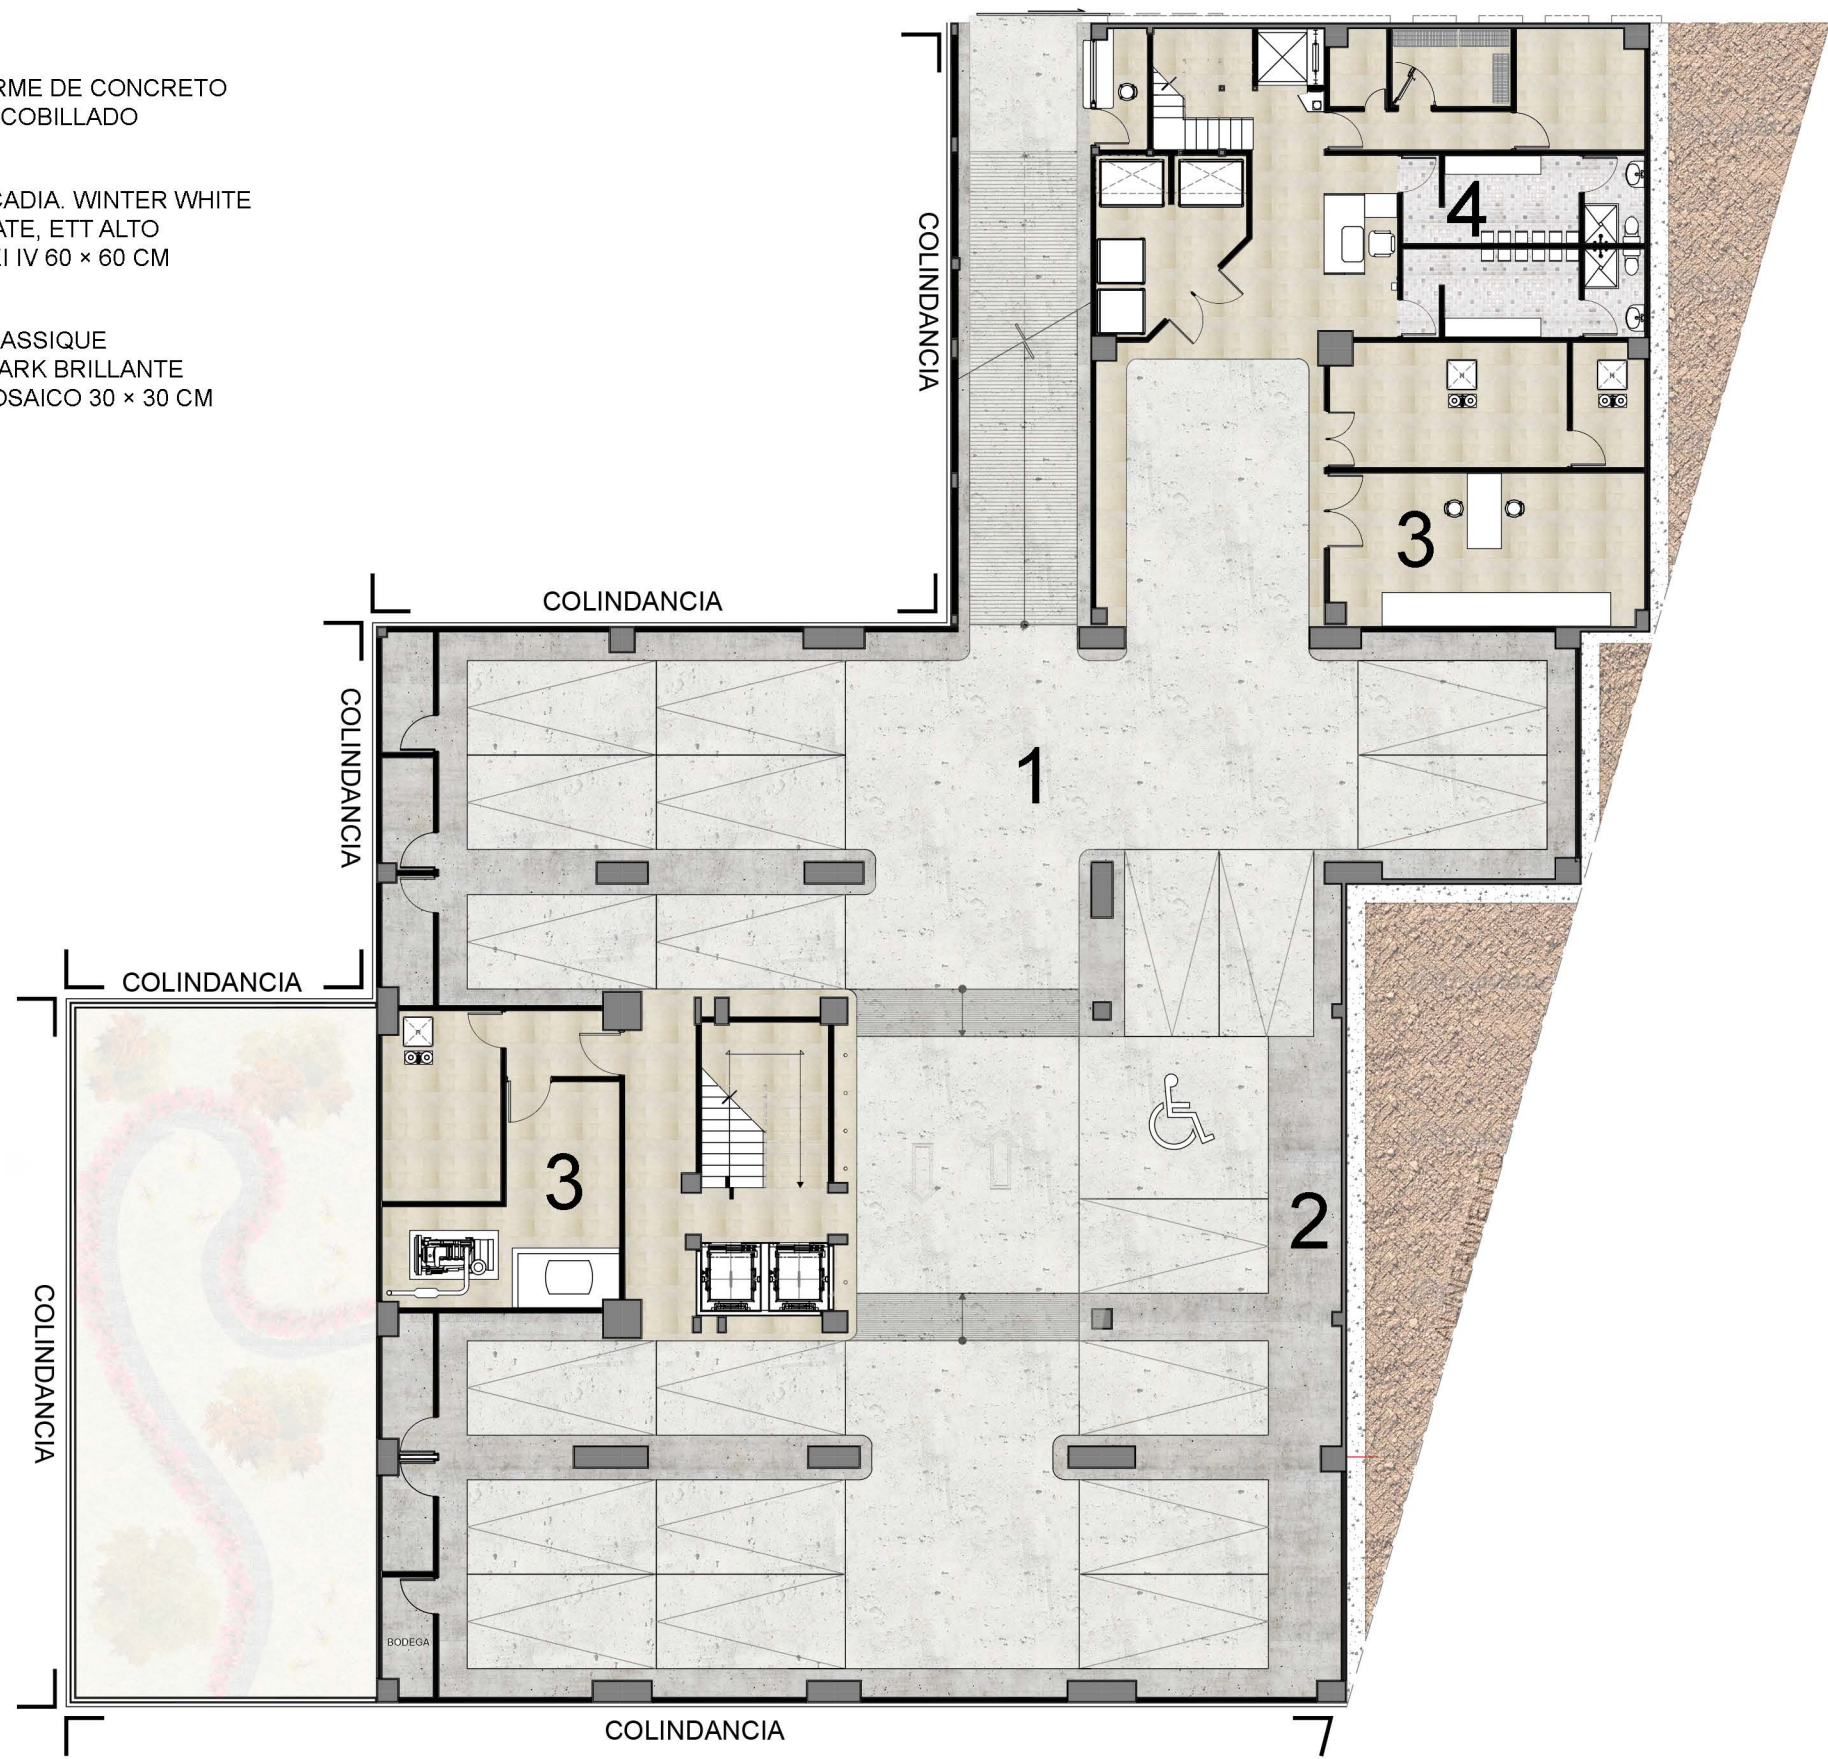 RME DE CONCRETO
COBILLADO
CADIA. WINTER WHITE
ATE, ETT ALTO
I IV 60 × 60 CM
ASSIQUE
ARK BRILLANTE
OSAICO 30 × 30 CM
COLINDANCIA
4
3
COLINDANCIA
COLINDANCIA
1
COLINDANCIA
3
2
ALINEAMIENTO
COLINDANCIA
BODEGA
COLINDANCIA